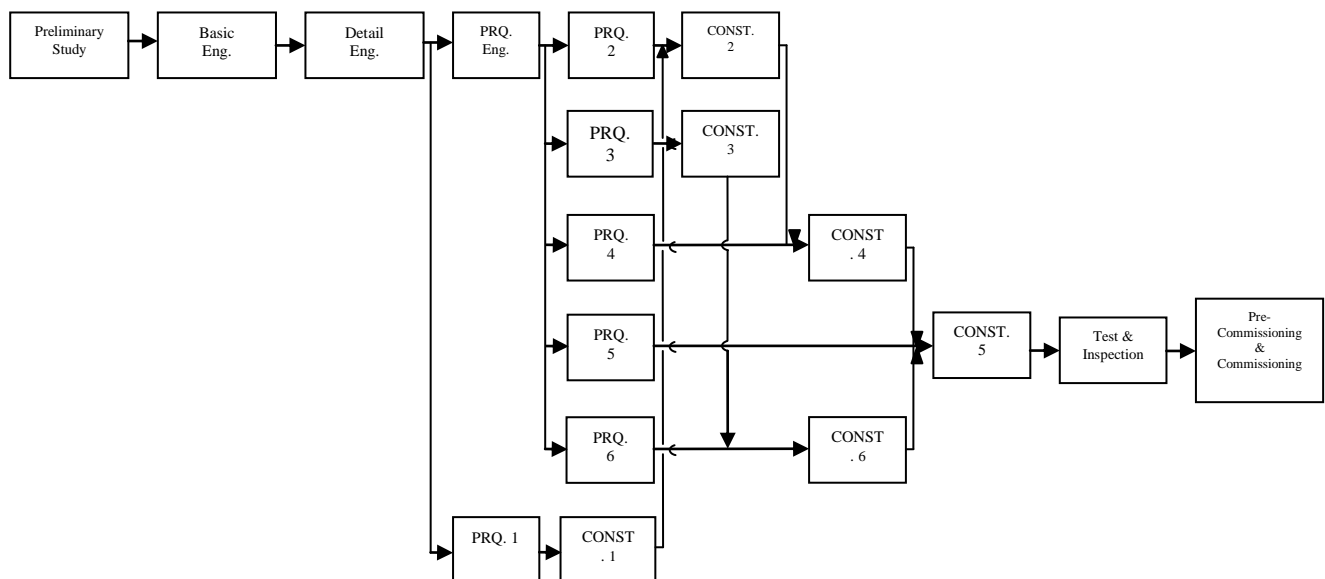 Preliminary
Study
Basic
Eng.
Detail
Eng.
PRQ.
Eng.
PRQ.
2
CONST.
2
PRQ.
3
CONST.
3
PRQ.
4
CONST
. 4
PRQ.
5
CONST.
5
Test &
Inspection
Pre-
Commissioning
&
Commissioning
PRQ.
6
CONST
. 6
PRQ. 1
CONST
. 1